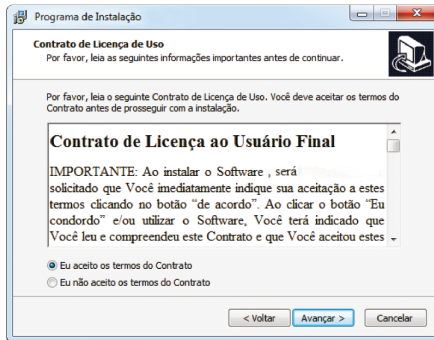 Programa de Instalação
Contrato de Licença de Uso
Por favor, leia as seguintes informações importantes antes de continuar.
Por favor, leia o seguinte Contrato de Licença de Uso. Você deve aceitar os termos do
Contrato antes de prosseguir com a instalação.
Contrato de Licença ao Usuário Final
IMPORTANTE: Ao instalar o Software , será
solicitado que Você imediatamente indique sua aceitação a estes
termos clicando no botão “de acordo”. Ao clicar o botão “Eu
condordo” e/ou utilizar o Software, Você terá indicado que
Você leu e compreendeu este Contrato e que Você aceitou estes
Eu aceito os termos do Contrato
Eu não aceito os termos do Contrato
< Voltar
Avançar >
Cancelar